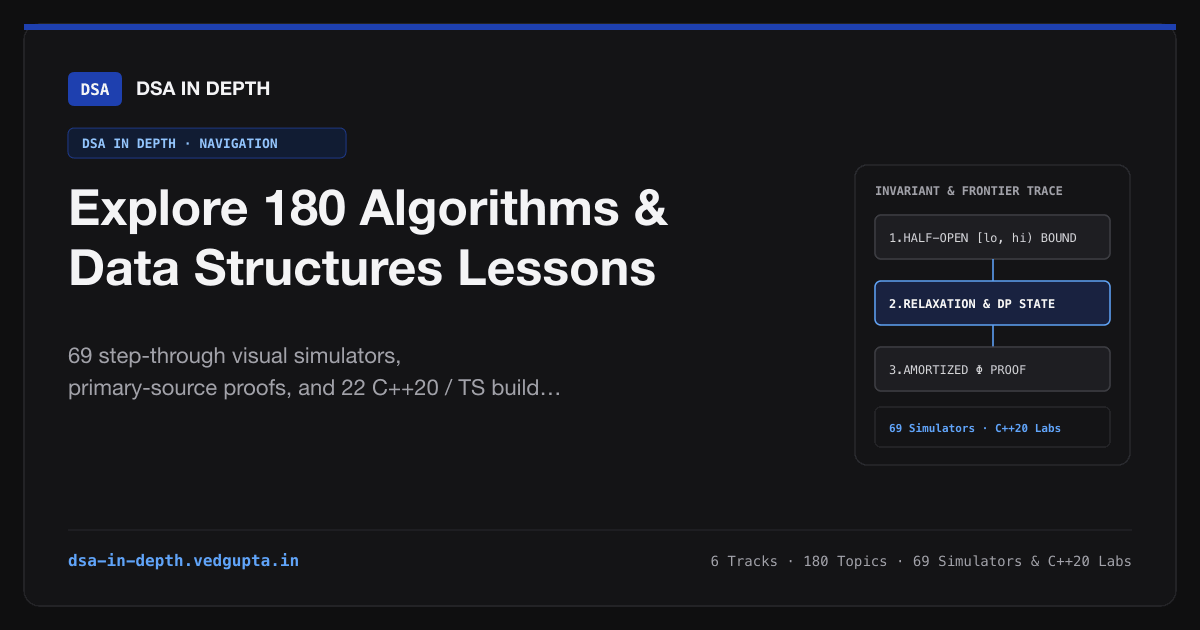 DSA
DSA IN DEPTH
DSA IN DEPTH · NAVIGATION
Explore 180 Algorithms &
Data Structures Lessons
69 step-through visual simulators,
primary-source proofs, and 22 C++20 / TS build…
INVARIANT & FRONTIER TRACE
1.HALF–OPEN [lo, hi) BOUND
2.RELAXATION & DP STATE
3.AMORTIZED Φ PROOF
69 Simulators · C++20 Labs
dsa-in-depth.vedgupta.in
6 Tracks · 180 Topics · 69 Simulators & C++20 Labs